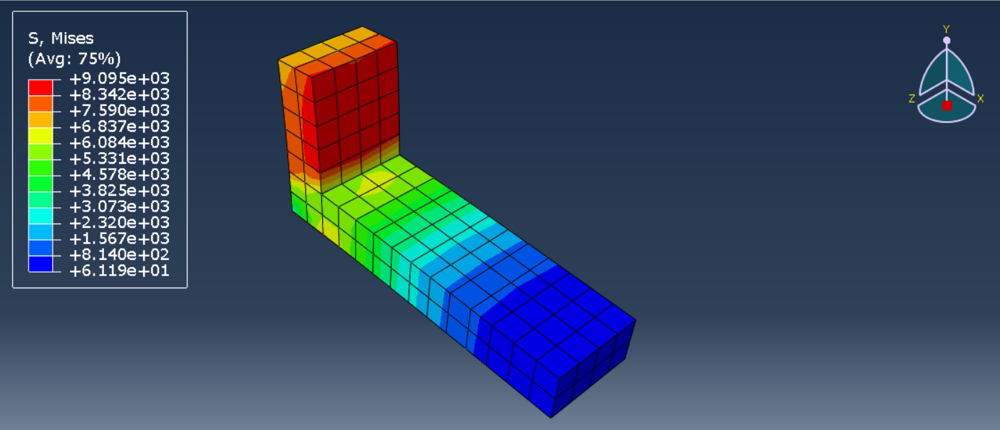 S, Mises
(Avg: 75%)
+9.095e+03
+8.342e+03
+7.590e+03
+6.837e+03
+6.084e+03
+5.331e+03
+4.578e+03
+3.825e+03
+3.073e+03
+2.320e+03
+1.567e+03
+8.140e+02
+6.119e+01
Y
Z
X